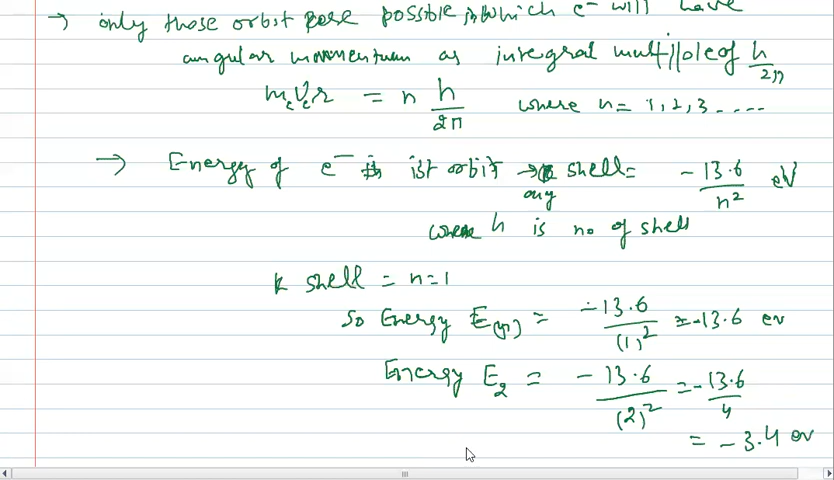 → only those orbit are possible in which e⁻ will have
angular momentum as integral multiple of h/2π
mₑVₑr = n h/2π where n = 1, 2, 3 ....
→ Energy of e⁻ in ist orbit → shell = -13.6/n² eV
any
where n is no of shell
K shell = n=1
So Energy E = -13.6/(1)² = -13.6 ev
Energy E₂ = -13.6/(2)² = -13.6/4
= -3.4 ev